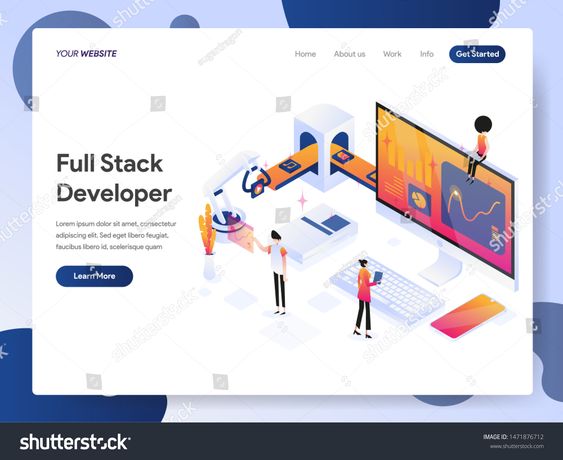 YOUR WEBSITE
Home About us Work Info Get Started
Full Stack
Developer
Lorem ipsum dolor sit amet, consectetur
adipiscing elit. Sed eget libero feugiat,
faucibus libero id, scelerisque quam
Learn More
shutterstock®
IMAGE ID: 1471876712
www.shutterstock.com